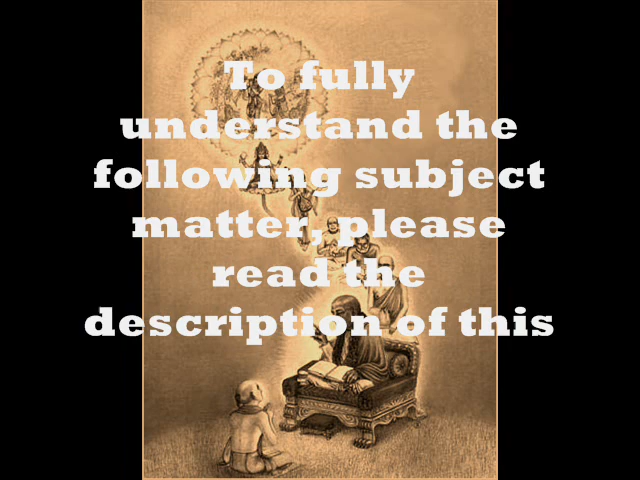 To fully
understand the
following subject
matter, please
read the
description of this